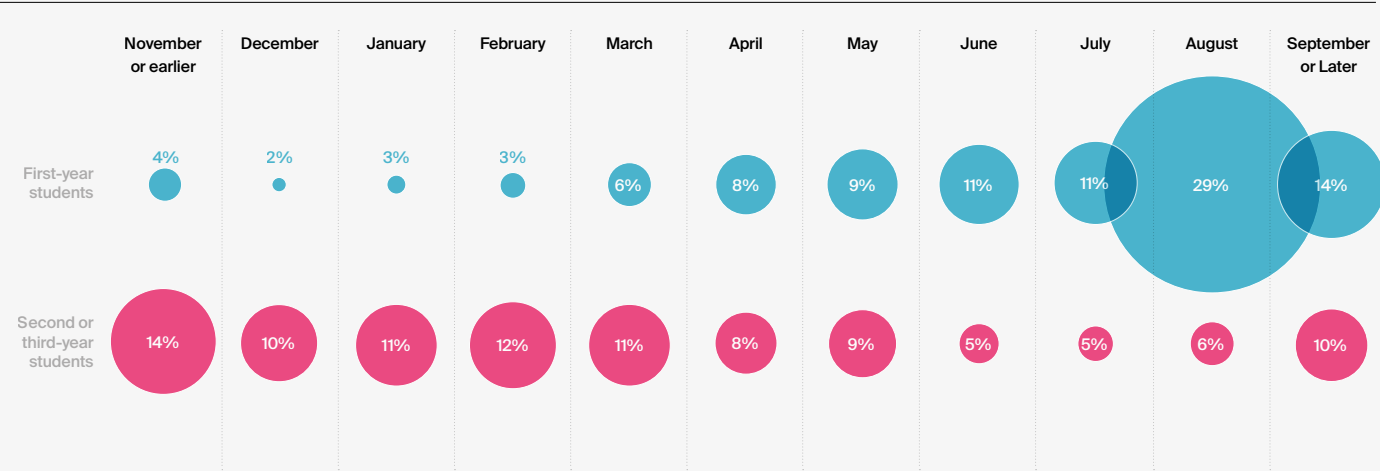 November
or earlier
December
January
February
March
April
May
June
July
August
September
or Later
First-year
students
4%
2%
3%
3%
6%
8%
9%
11%
11%
29%
14%
Second or
third-year
students
14%
10%
11%
12%
11%
8%
9%
5%
5%
6%
10%